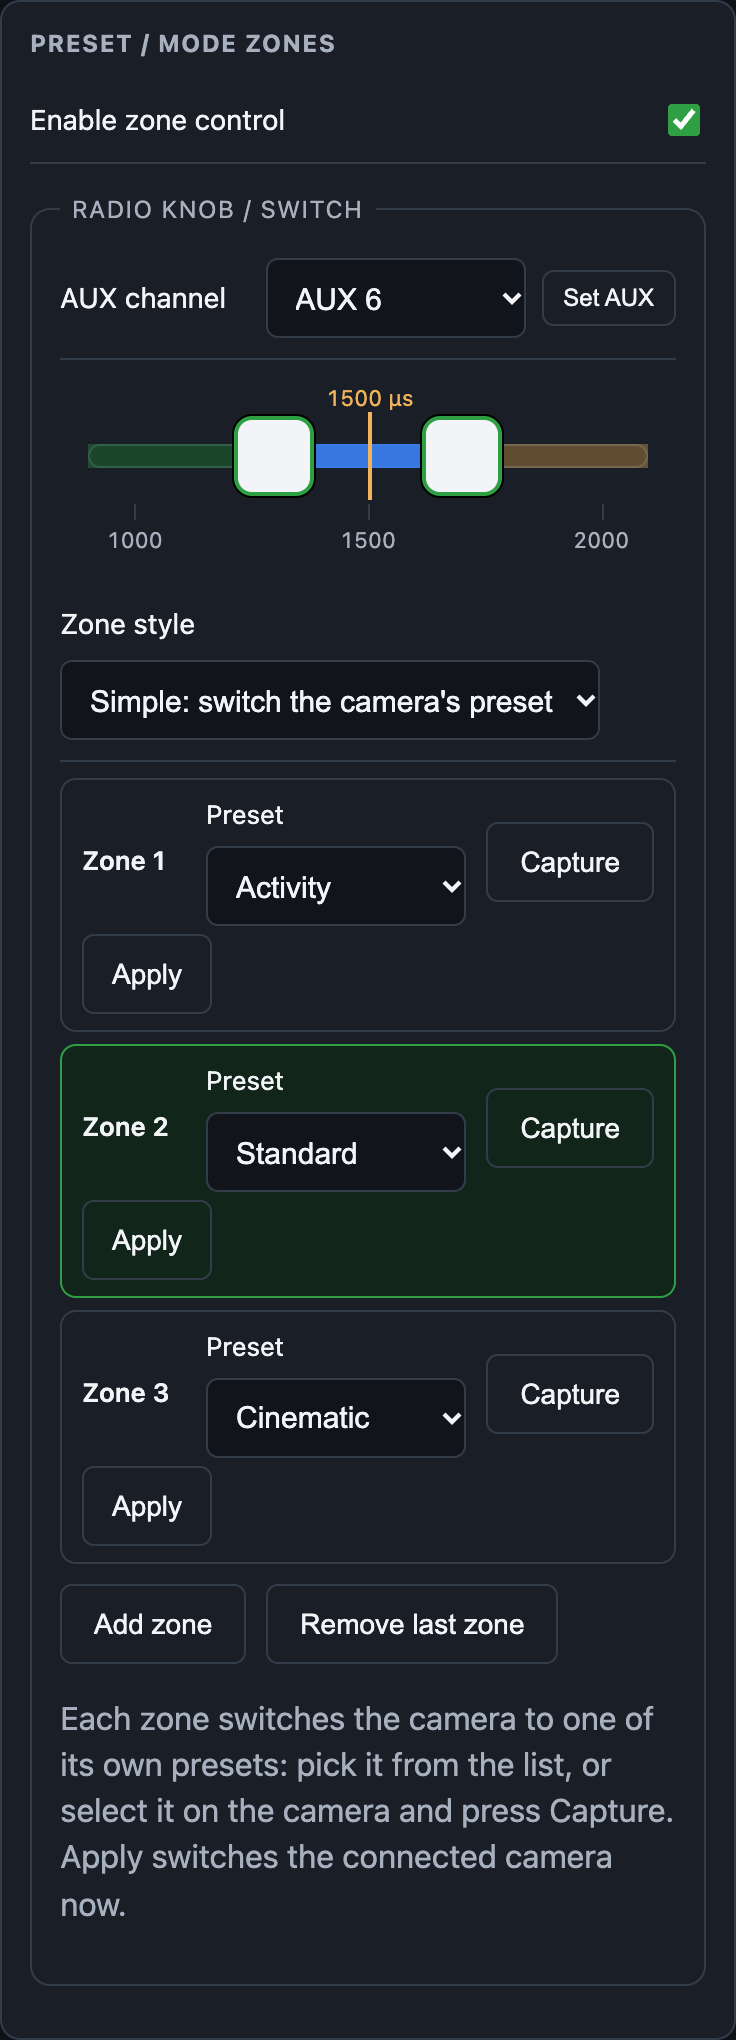 PRESET / MODE ZONES
Enable zone control
RADIO KNOB / SWITCH
AUX channel
AUX 6
Set AUX
1500 µs
1000
1500
2000
Zone style
Simple: switch the camera's preset
Preset
Zone 1
Activity
Capture
Apply
Preset
Zone 2
Standard
Capture
Apply
Preset
Zone 3
Cinematic
Capture
Apply
Add zone
Remove last zone
Each zone switches the camera to one of
its own presets: pick it from the list, or
select it on the camera and press Capture.
Apply switches the connected camera
now.